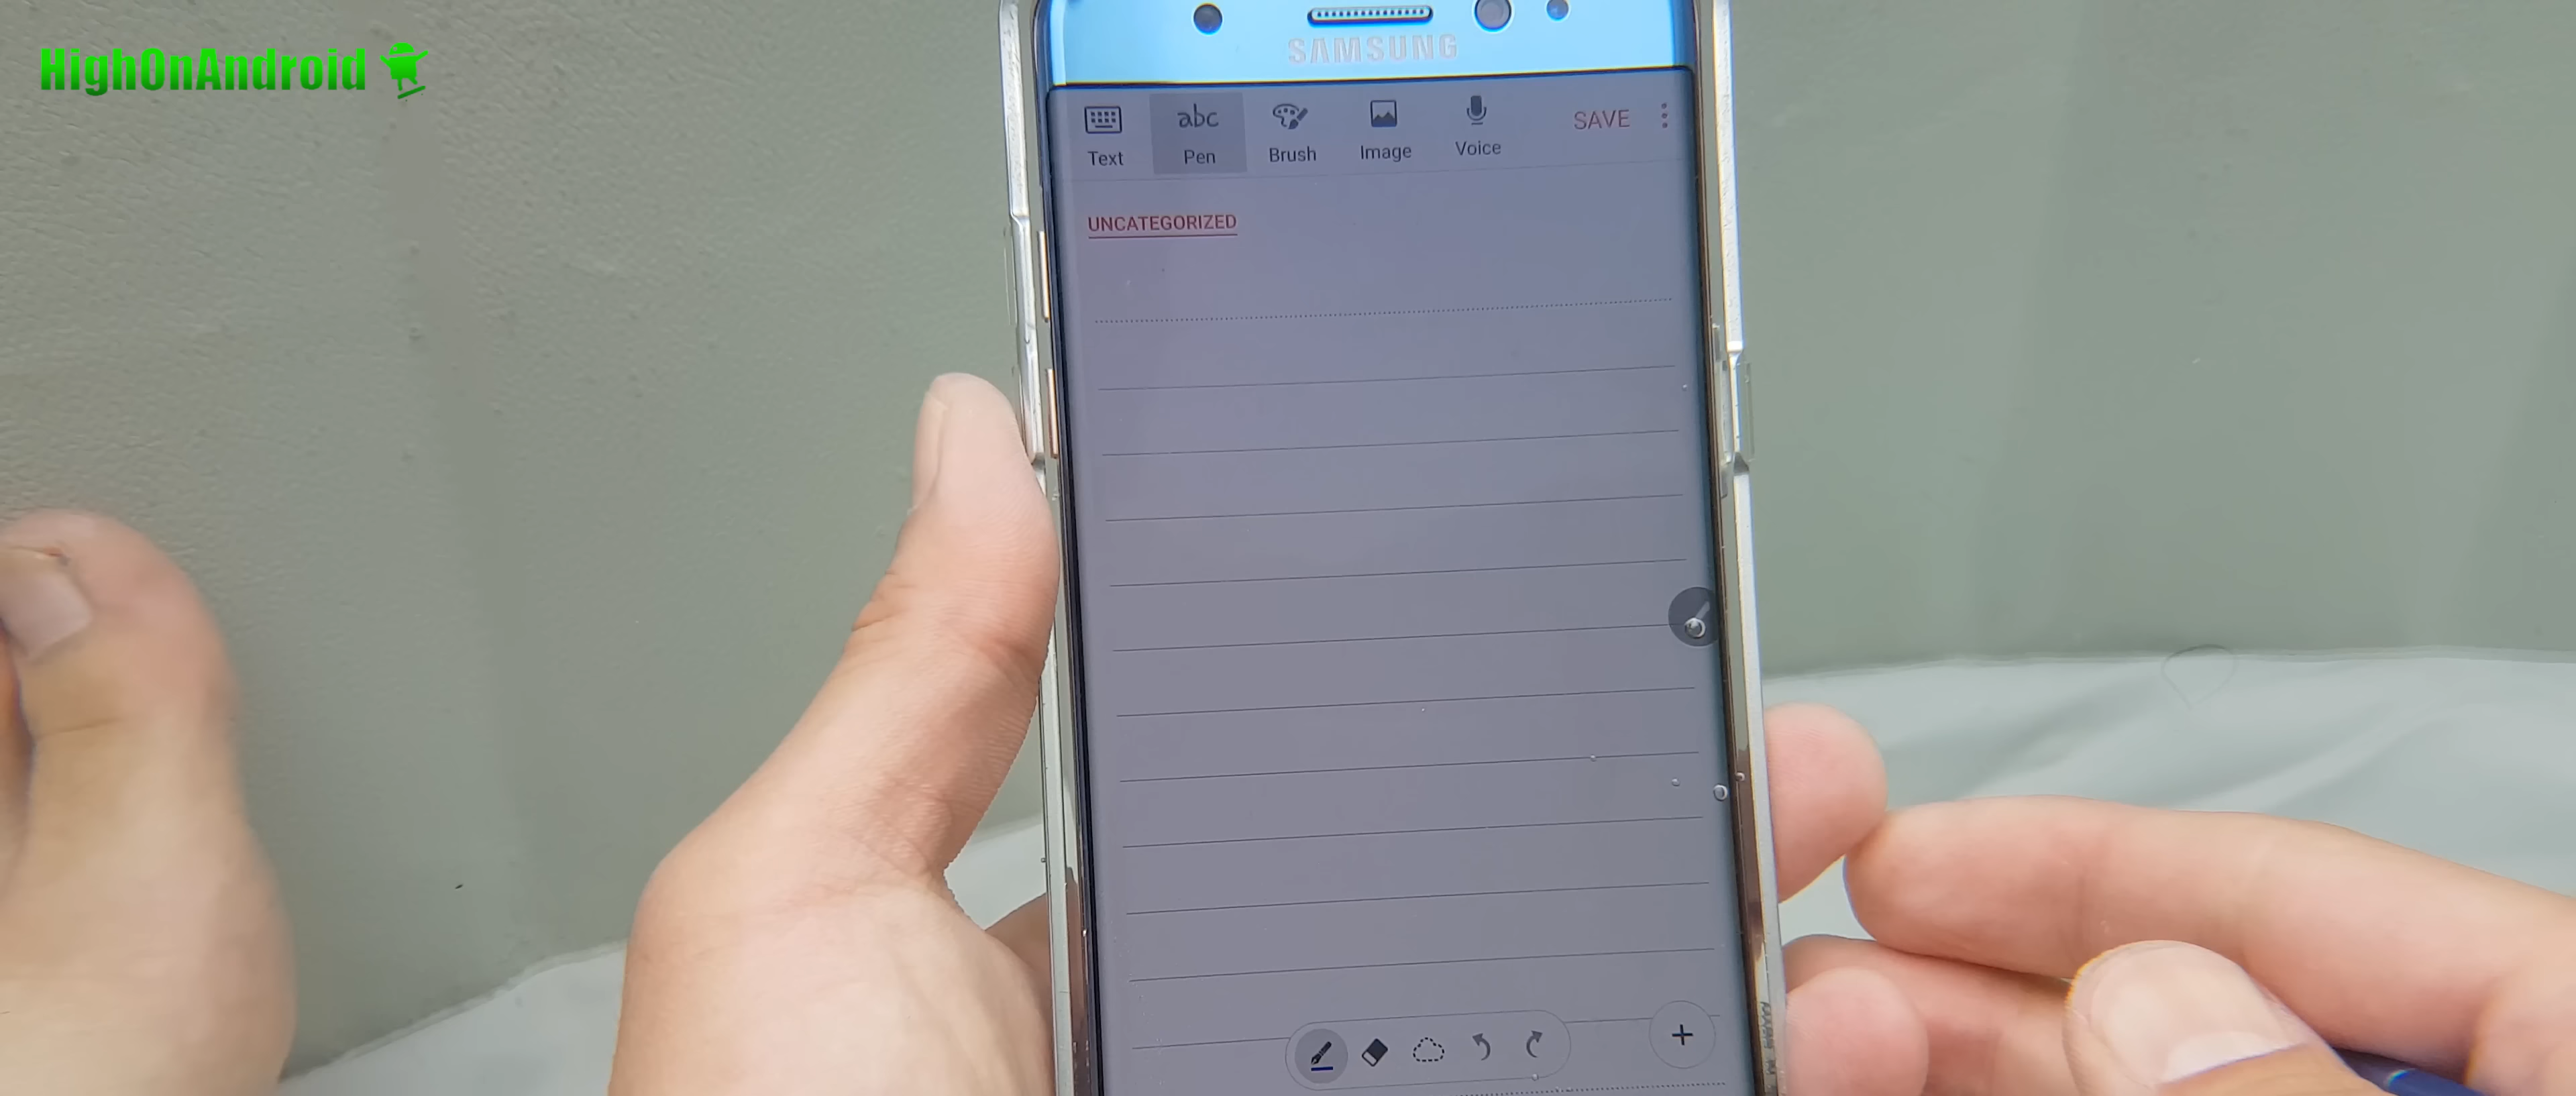 HighOnAndroid
SAMSUNG
abc
Text Pen Brush Image Voice SAVE
UNCATEGORIZED